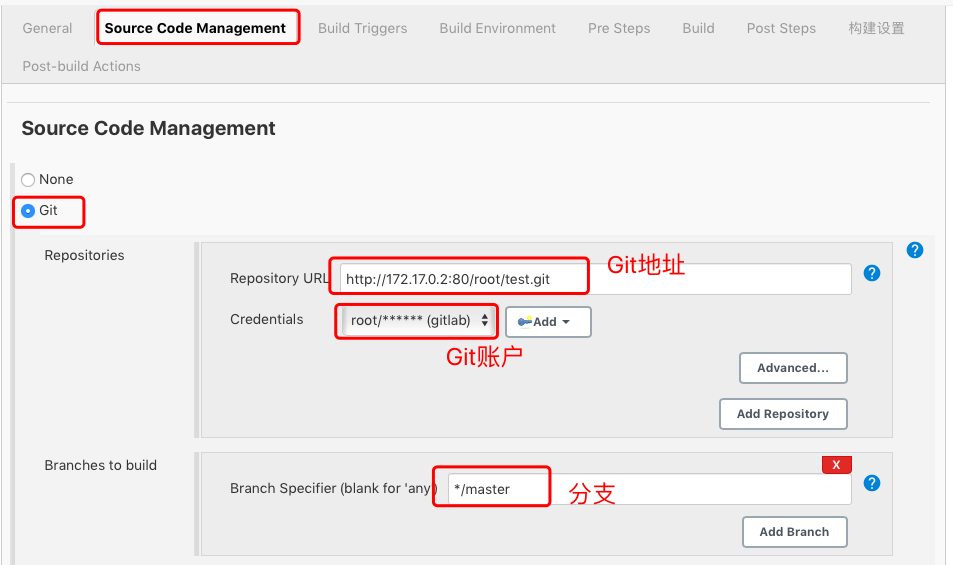 General Source Code Management Build Triggers Build Environment Pre Steps Build Post Steps 构建设置
Post-build Actions
Source Code Management
None
Git
Repositories
?
Repository URL http://172.17.0.2:80/root/test.git Git地址 ?
Credentials root/****** (gitlab) Add
Git账户
Advanced...
Add Repository
Branches to build
X
Branch Specifier (blank for 'any') */master 分支 ?
Add Branch